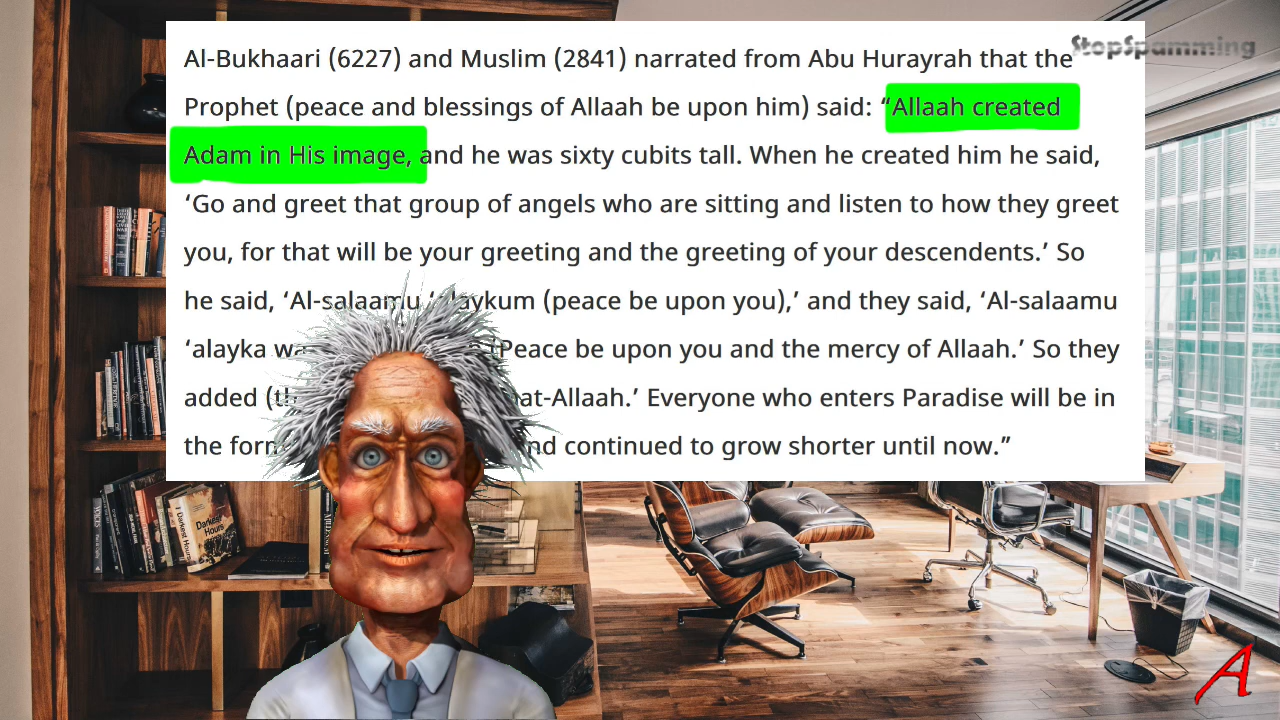 StopSpamming
Al-Bukhaari (6227) and Muslim (2841) narrated from Abu Hurayrah that the
Prophet (peace and blessings of Allaah be upon him) said: “Allaah created
Adam in His image, and he was sixty cubits tall. When he created him he said,
‘Go and greet that group of angels who are sitting and listen to how they greet
you, for that will be your greeting and the greeting of your descendents.’ So
he said, ‘Al-salaamu ‘alaykum (peace be upon you),’ and they said, ‘Al-salaamu
‘alayka Peace be upon you and the mercy of Allaah.’ So they
added at-Allaah.’ Everyone who enters Paradise will be in
the and continued to grow shorter until now.”
Darkest
Hours
A